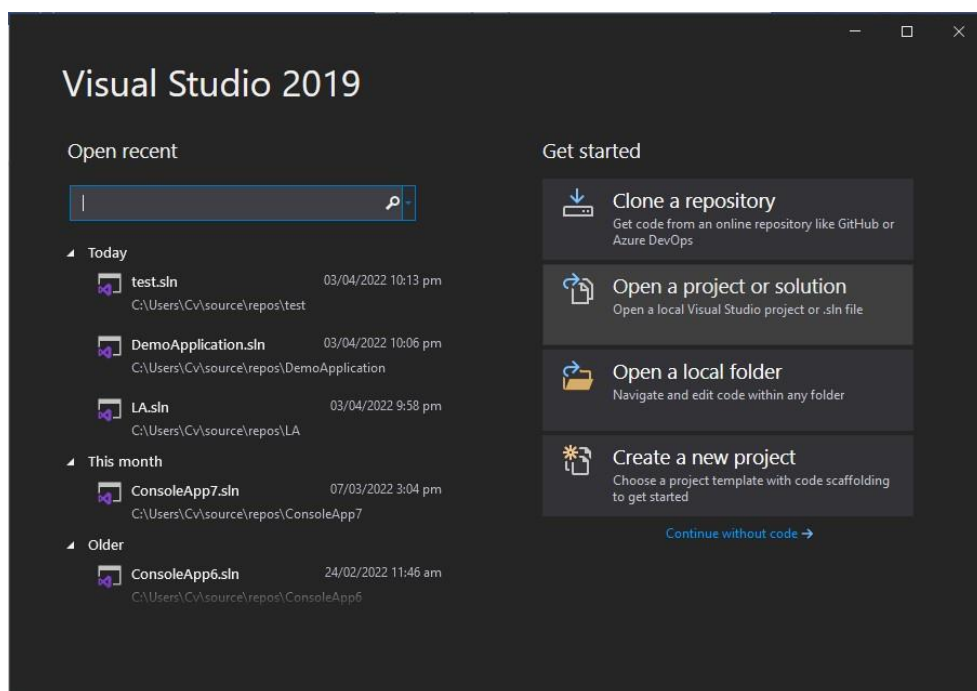 Visual Studio 2019
Open recent
Today
test.sln 03/04/2022 10:13 pm
C:\Users\Cv\source\repos\test
DemoApplication.sln 03/04/2022 10:06 pm
C:\Users\Cv\source\repos\DemoApplication
LA.sln 03/04/2022 9:58 pm
C:\Users\Cv\source\repos\LA
This month
ConsoleApp7.sln 07/03/2022 3:04 pm
C:\Users\Cv\source\repos\ConsoleApp7
Older
ConsoleApp6.sln 24/02/2022 11:46 am
C:\Users\Cv\source\repos\ConsoleApp6
Get started
Clone a repository
Get code from an online repository like GitHub or
Azure DevOps
Open a project or solution
Open a local Visual Studio project or .sln file
Open a local folder
Navigate and edit code within any folder
Create a new project
Choose a project template with code scaffolding
to get started
Continue without code →